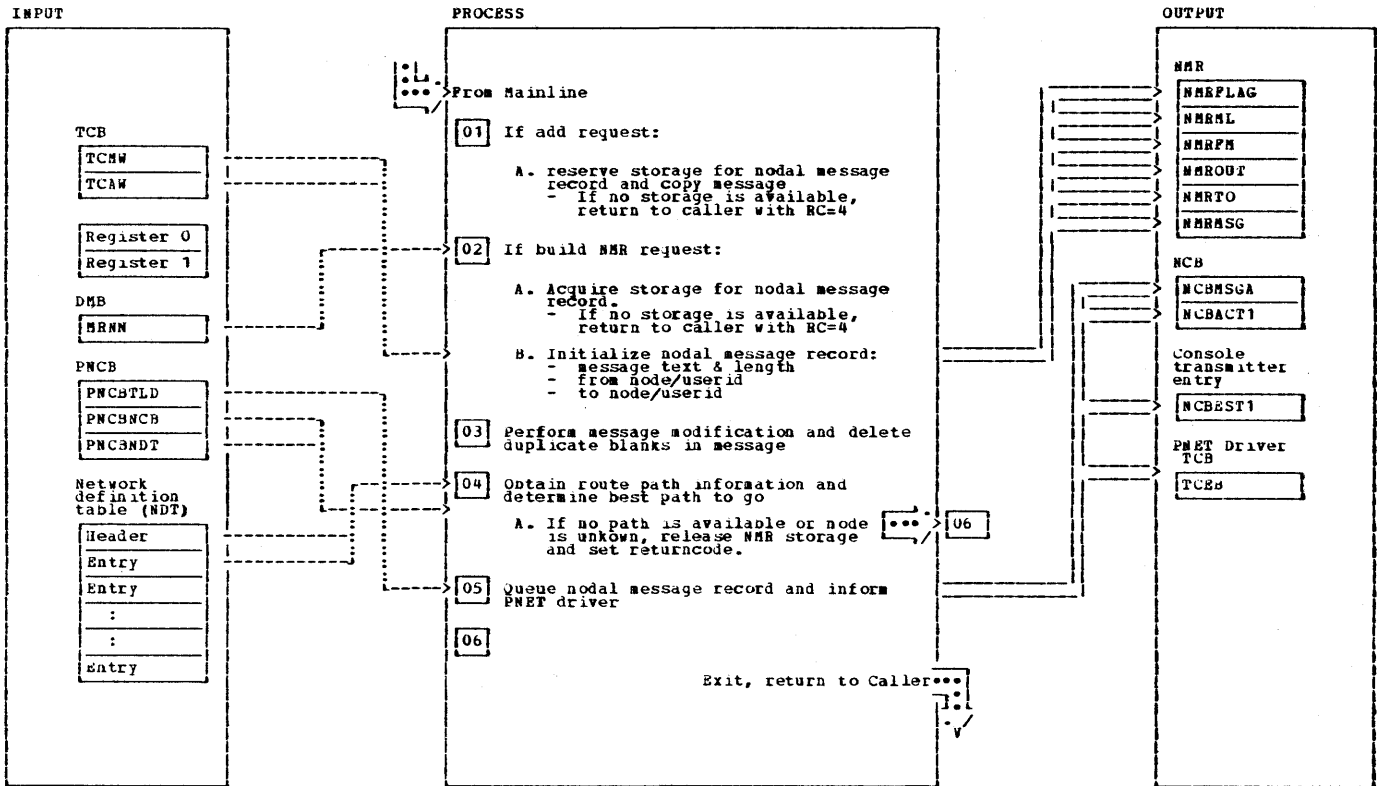 INPUT
PROCESS
OUTPUT
TCB
TCMW
TCAW
Register 0
Register 1
DMB
MRNN
PNCB
PNCBTLD
PNCBNCB
PNCBNDT
Network
definition
table (NDT)
Header
Entry
Entry
:
:
Entry
From Mainline
01 If add request:
A. reserve storage for nodal message
record and copy message
- If no storage is available,
return to caller with RC=4
02 If build NMR request:
A. Acquire storage for nodal message
record.
- If no storage is available,
return to caller with RC=4
B. Initialize nodal message record:
- message text & length
- from node/userid
- to node/userid
03 Perform message modification and delete
duplicate blanks in message
04 Obtain route path information and
determine best path to go
A. If no path is available or node
is unkown, release NMR storage
and set returncode.
06
05 Queue nodal message record and inform
PNET driver
06
Exit, return to Caller
NMR
NMRFLAG
NMRML
NMRFM
NMROUT
NMRTO
NMRMSG
NCB
NCBMSGA
NCBACT1
Console
transmitter
entry
NCBEST1
PNET Driver
TCB
TCEB